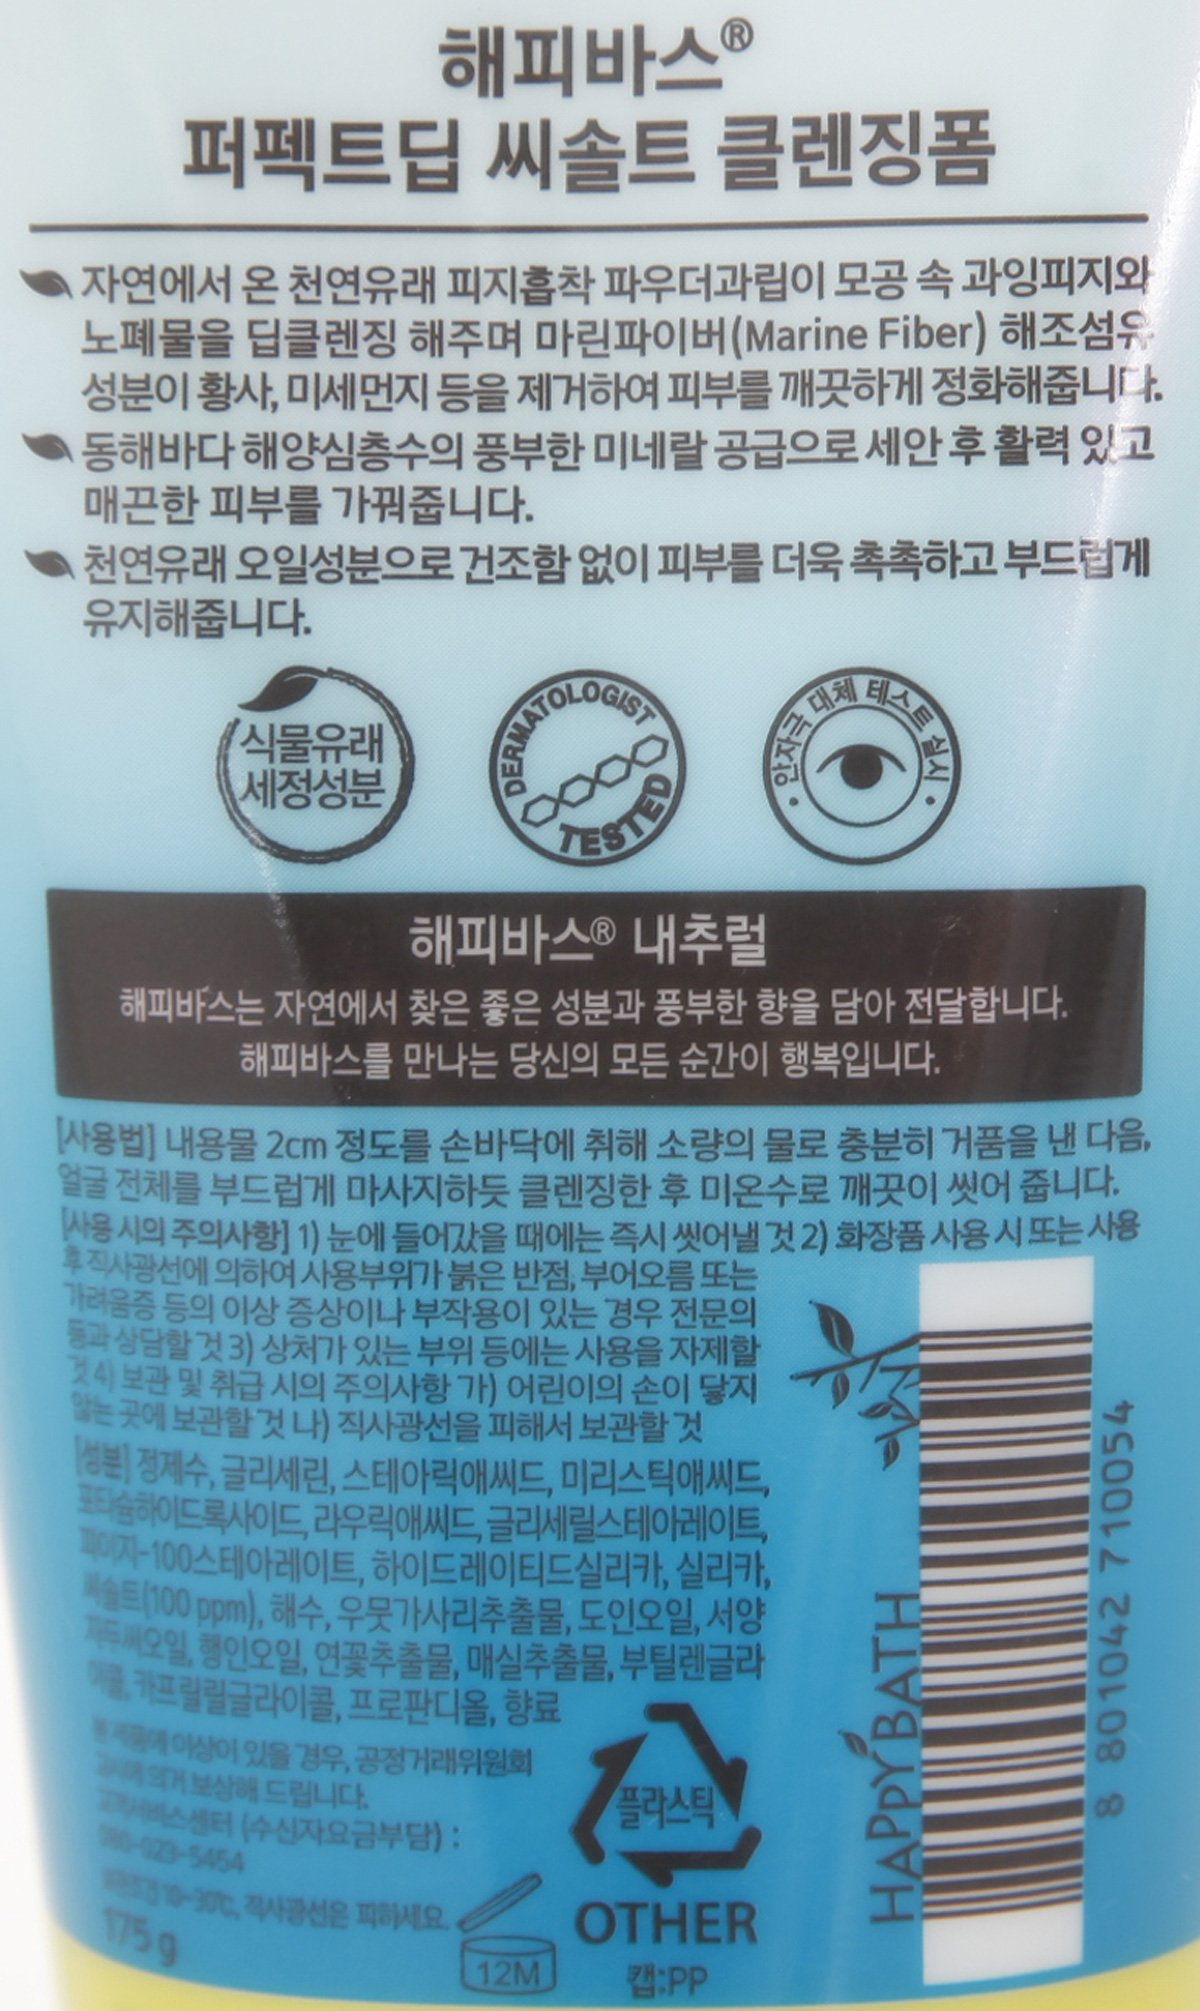 해피바스®
퍼펙트딥 씨솔트 클렌징폼
자연에서 온 천연유래 피지흡착 파우더과립이 모공 속 과잉피지와
노폐물을 딥클렌징 해주며 마린파이버(Marine Fiber) 해조섬유
성분이 황사, 미세먼지 등을 제거하여 피부를 깨끗하게 정화해줍니다.
동해바다 해양심층수의 풍부한 미네랄 공급으로 세안 후 활력 있고
매끈한 피부를 가꿔줍니다.
천연유래 오일성분으로 건조함 없이 피부를 더욱 촉촉하고 부드럽게
유지해줍니다.
식물유래
세정성분
DERMATOLOGIST
TESTED
• 안자극 대체 테스트 실시 •
해피바스® 내추럴
해피바스는 자연에서 찾은 좋은 성분과 풍부한 향을 담아 전달합니다.
해피바스를 만나는 당신의 모든 순간이 행복입니다.
[사용법] 내용물 2cm 정도를 손바닥에 취해 소량의 물로 충분히 거품을 낸 다음,
얼굴 전체를 부드럽게 마사지하듯 클렌징한 후 미온수로 깨끗이 씻어 줍니다.
[사용 시의 주의사항] 1) 눈에 들어갔을 때에는 즉시 씻어낼 것 2) 화장품 사용 시 또는 사용
후 직사광선에 의하여 사용부위가 붉은 반점, 부어오름 또는
가려움증 등의 이상 증상이나 부작용이 있는 경우 전문의
등과 상담할 것 3) 상처가 있는 부위 등에는 사용을 자제할
것 4) 보관 및 취급 시의 주의사항 가) 어린이의 손이 닿지
않는 곳에 보관할 것 나) 직사광선을 피해서 보관할 것
[성분] 정제수, 글리세린, 스테아릭애씨드, 미리스틱애씨드,
포타슘하이드록사이드, 라우릭애씨드, 글리세릴스테아레이트,
피이지-100스테아레이트, 하이드레이티드실리카, 실리카,
씨솔트(100 ppm), 해수, 우뭇가사리추출물, 도인오일, 서양
자두씨오일, 행인오일, 연꽃추출물, 매실추출물, 부틸렌글라
이콜, 카프릴릴글라이콜, 프로판디올, 향료
본 제품에 이상이 있을 경우, 공정거래위원회
고시에 의거 보상해 드립니다.
고객서비스센터 (수신자요금부담) :
080-023-5454
보관조건 10~30℃, 직사광선은 피하세요.
175 g
12M
플라스틱
OTHER
캡:PP
HAPPY BATH
8 801042 710054